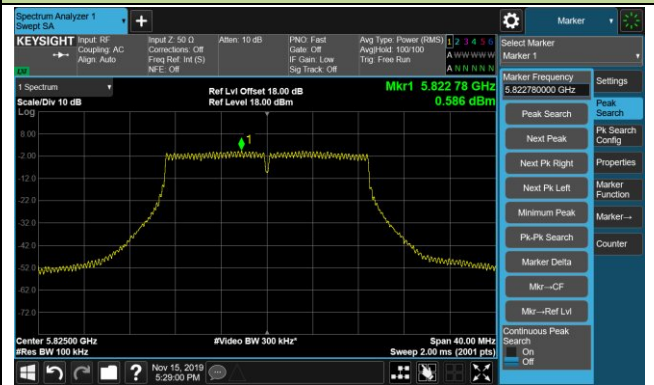 Spectrum Analyzer 1
Swept SA
Marker
KEYSIGHT
Input: RF
Coupling: AC
Align: Auto
Input Z: 50 Ω
Corrections: Off
Freq Ref: Int (S)
NFE: Off
Atten: 10 dB
PNO: Fast
Gate: Off
IF Gain: Low
Sig Track: Off
Avg Type: Power (RMS)
Avg|Hold: 100/100
Trig: Free Run
1 2 3 4 5 6
A W W W W W
A N N N N N
LXI
Select Marker
Marker 1
1 Spectrum
Scale/Div 10 dB
Log
Ref Lvl Offset 18.00 dB
Ref Level 18.00 dBm
Mkr1 5.822 78 GHz
0.586 dBm
8.00
-2.00
-12.0
-22.0
-32.0
-42.0
-52.0
-62.0
-72.0
1
Center 5.82500 GHz
#Res BW 100 kHz
#Video BW 300 kHz*
Span 40.00 MHz
Sweep 2.00 ms (2001 pts)
Marker Frequency
5.822780000 GHz
Peak Search
Next Peak
Next Pk Right
Next Pk Left
Minimum Peak
Pk-Pk Search
Marker Delta
Mkr→CF
Mkr→Ref Lvl
Continuous Peak
Search
On
Off
Settings
Peak
Search
Pk Search
Config
Properties
Marker
Function
Marker→
Counter
?
Nov 15, 2019
5:29:00 PM